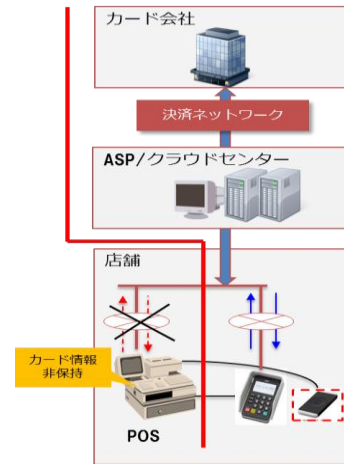 カード会社
決済ネットワーク
ASP/クラウドセンター
店舗
カード情報
非保持
POS